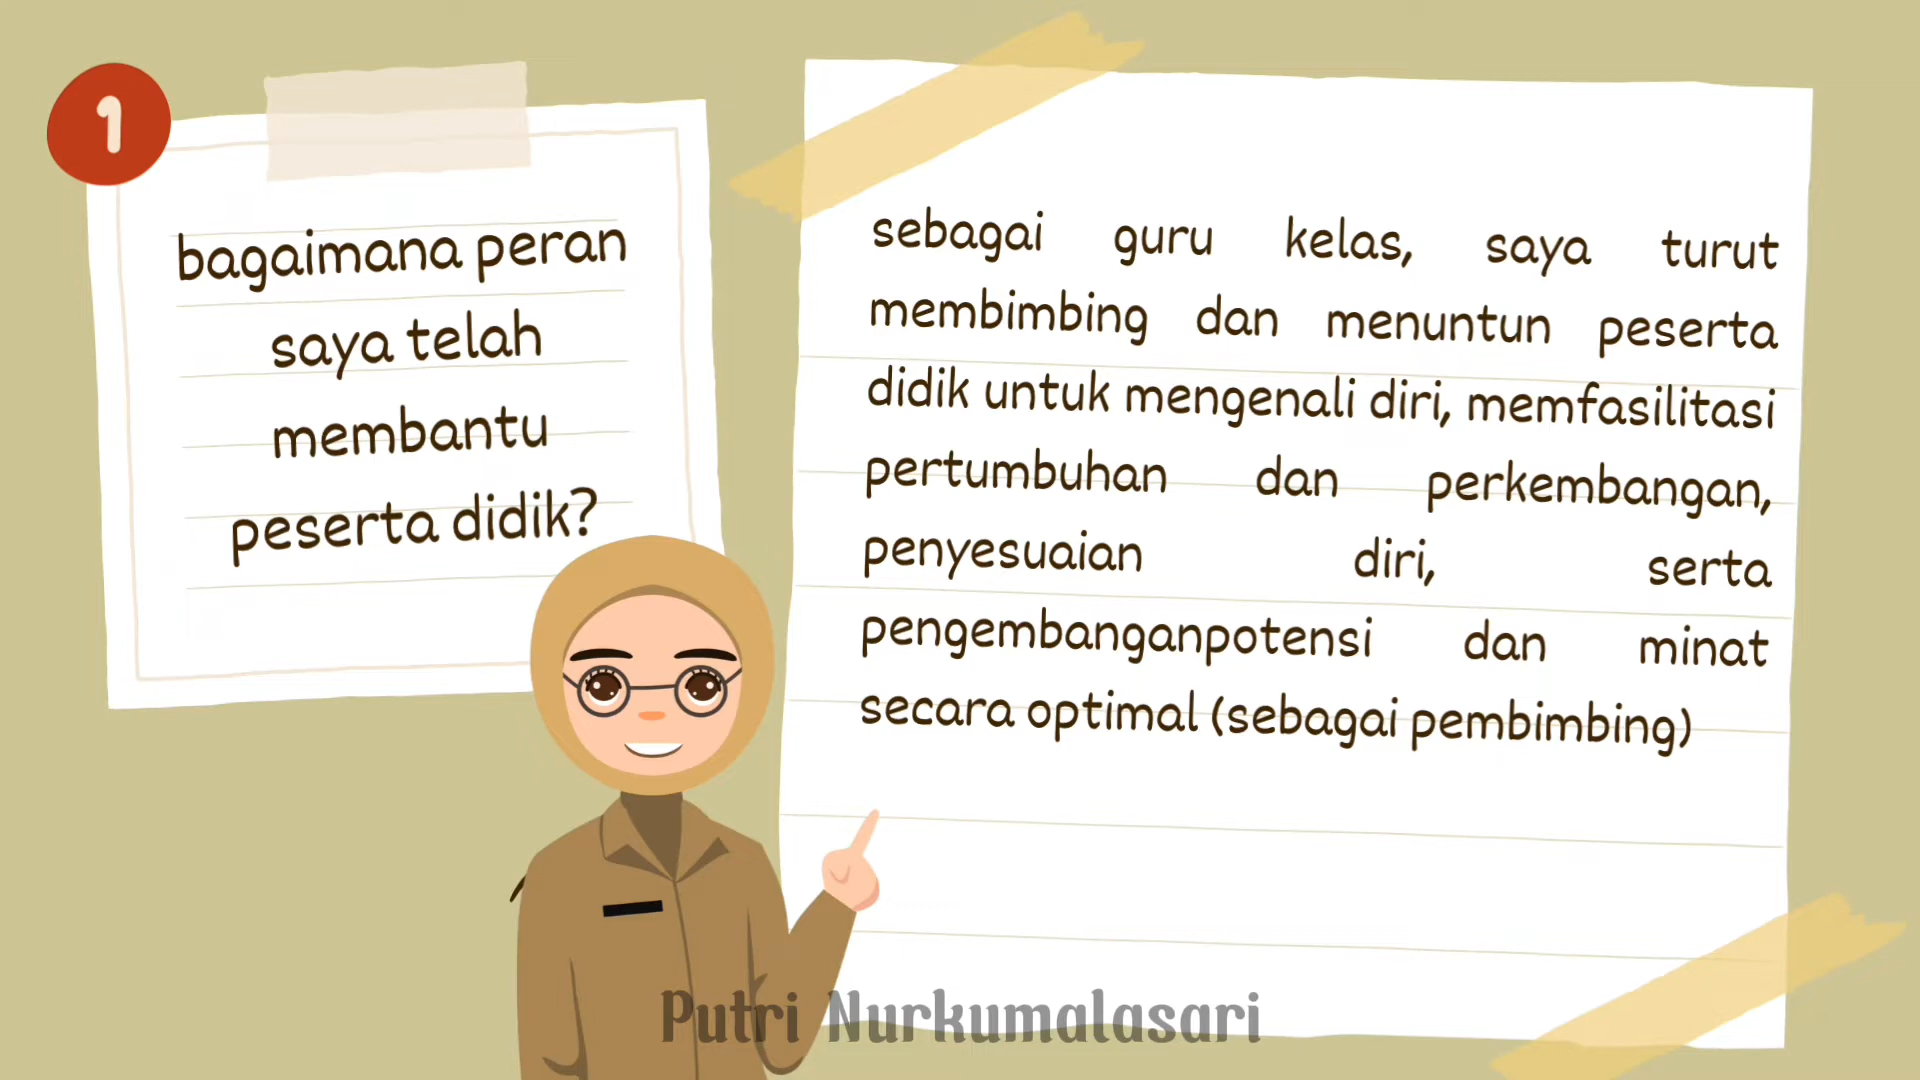 1
bagaimana peran
saya telah
membantu
peserta didik?
sebagai guru kelas, saya turut
membimbing dan menuntun peserta
didik untuk mengenali diri, memfasilitasi
pertumbuhan dan perkembangan,
penyesuaian diri, serta
pengembanganpotensi dan minat
secara optimal (sebagai pembimbing)
Putri Nurkumalasari